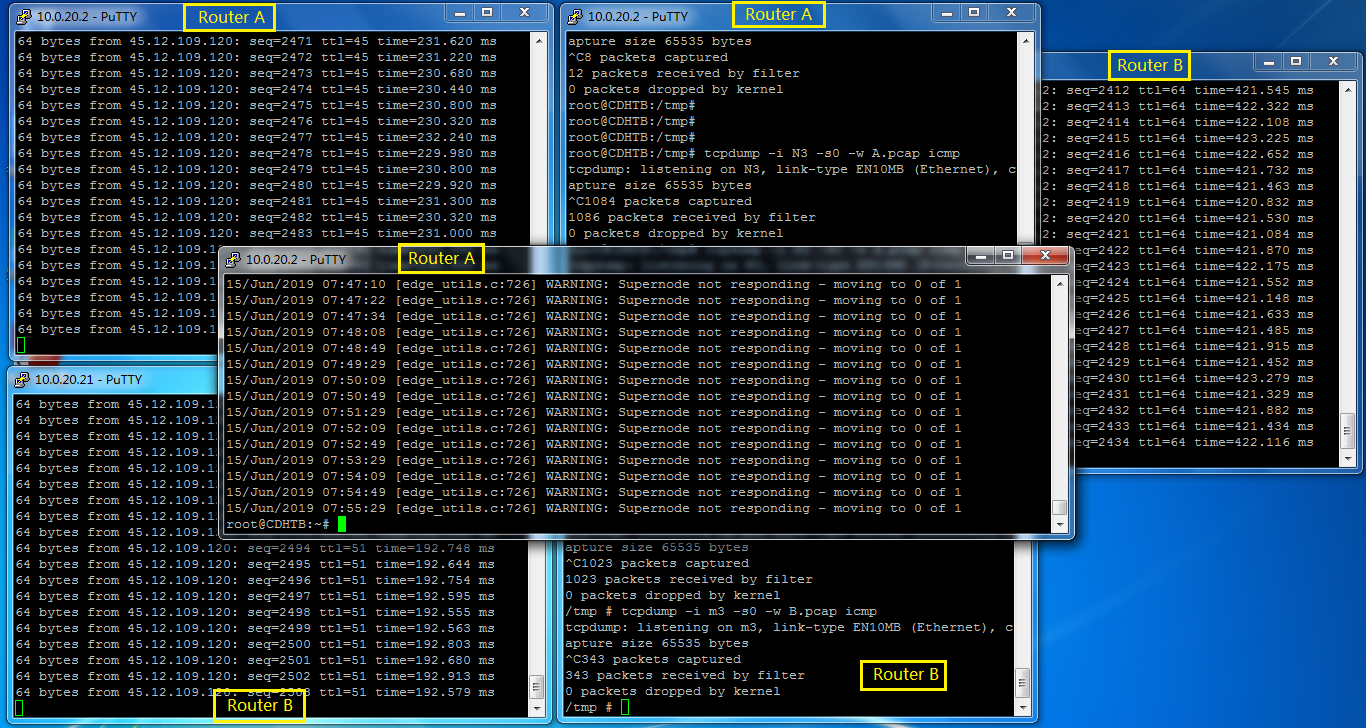 10.0.20.2 - PuTTY
Router A
64 bytes from 45.12.109.120: seq=2471 ttl=45 time=231.620 ms
64 bytes from 45.12.109.120: seq=2472 ttl=45 time=231.220 ms
64 bytes from 45.12.109.120: seq=2473 ttl=45 time=230.680 ms
64 bytes from 45.12.109.120: seq=2474 ttl=45 time=230.440 ms
64 bytes from 45.12.109.120: seq=2475 ttl=45 time=230.800 ms
64 bytes from 45.12.109.120: seq=2476 ttl=45 time=230.320 ms
64 bytes from 45.12.109.120: seq=2477 ttl=45 time=232.240 ms
64 bytes from 45.12.109.120: seq=2478 ttl=45 time=229.980 ms
64 bytes from 45.12.109.120: seq=2479 ttl=45 time=230.800 ms
64 bytes from 45.12.109.120: seq=2480 ttl=45 time=229.920 ms
64 bytes from 45.12.109.120: seq=2481 ttl=45 time=231.300 ms
64 bytes from 45.12.109.120: seq=2482 ttl=45 time=230.320 ms
64 bytes from 45.12.109.120: seq=2483 ttl=45 time=231.000 ms
64 bytes from 45.12.109.1
64 bytes from 45.12.109.1
64 bytes from 45.12.109.1
64 bytes from 45.12.109.1
64 bytes from 45.12.109.1
64 bytes from 45.12.109.1
10.0.20.2 - PuTTY
Router A
apture size 65535 bytes
^C8 packets captured
12 packets received by filter
0 packets dropped by kernel
root@CDHTB:/tmp#
root@CDHTB:/tmp#
root@CDHTB:/tmp#
root@CDHTB:/tmp# tcpdump -i N3 -s0 -w A.pcap icmp
tcpdump: listening on N3, link-type EN10MB (Ethernet), c
apture size 65535 bytes
^C1084 packets captured
1086 packets received by filter
0 packets dropped by kernel
Router B
2: seq=2412 ttl=64 time=421.545 ms
2: seq=2413 ttl=64 time=422.322 ms
2: seq=2414 ttl=64 time=422.108 ms
2: seq=2415 ttl=64 time=423.225 ms
2: seq=2416 ttl=64 time=422.652 ms
2: seq=2417 ttl=64 time=421.732 ms
2: seq=2418 ttl=64 time=421.463 ms
2: seq=2419 ttl=64 time=420.832 ms
2: seq=2420 ttl=64 time=421.530 ms
2: seq=2421 ttl=64 time=421.084 ms
seq=2422 ttl=64 time=421.870 ms
seq=2423 ttl=64 time=422.175 ms
seq=2424 ttl=64 time=421.552 ms
seq=2425 ttl=64 time=421.148 ms
seq=2426 ttl=64 time=421.633 ms
seq=2427 ttl=64 time=421.485 ms
seq=2428 ttl=64 time=421.915 ms
seq=2429 ttl=64 time=421.452 ms
seq=2430 ttl=64 time=423.279 ms
seq=2431 ttl=64 time=421.329 ms
seq=2432 ttl=64 time=421.882 ms
seq=2433 ttl=64 time=421.434 ms
seq=2434 ttl=64 time=422.116 ms
10.0.20.2 - PuTTY
Router A
15/Jun/2019 07:47:10 [edge_utils.c:726] WARNING: Supernode not responding - moving to 0 of 1
15/Jun/2019 07:47:22 [edge_utils.c:726] WARNING: Supernode not responding - moving to 0 of 1
15/Jun/2019 07:47:34 [edge_utils.c:726] WARNING: Supernode not responding - moving to 0 of 1
15/Jun/2019 07:48:08 [edge_utils.c:726] WARNING: Supernode not responding - moving to 0 of 1
15/Jun/2019 07:48:49 [edge_utils.c:726] WARNING: Supernode not responding - moving to 0 of 1
15/Jun/2019 07:49:29 [edge_utils.c:726] WARNING: Supernode not responding - moving to 0 of 1
15/Jun/2019 07:50:09 [edge_utils.c:726] WARNING: Supernode not responding - moving to 0 of 1
15/Jun/2019 07:50:49 [edge_utils.c:726] WARNING: Supernode not responding - moving to 0 of 1
15/Jun/2019 07:51:29 [edge_utils.c:726] WARNING: Supernode not responding - moving to 0 of 1
15/Jun/2019 07:52:09 [edge_utils.c:726] WARNING: Supernode not responding - moving to 0 of 1
15/Jun/2019 07:52:49 [edge_utils.c:726] WARNING: Supernode not responding - moving to 0 of 1
15/Jun/2019 07:53:29 [edge_utils.c:726] WARNING: Supernode not responding - moving to 0 of 1
15/Jun/2019 07:54:09 [edge_utils.c:726] WARNING: Supernode not responding - moving to 0 of 1
15/Jun/2019 07:54:49 [edge_utils.c:726] WARNING: Supernode not responding - moving to 0 of 1
15/Jun/2019 07:55:29 [edge_utils.c:726] WARNING: Supernode not responding - moving to 0 of 1
root@CDHTB:~#
10.0.20.21 - PuTTY
64 bytes from 45.12.109.12
64 bytes from 45.12.109.12
64 bytes from 45.12.109.12
64 bytes from 45.12.109.12
64 bytes from 45.12.109.12
64 bytes from 45.12.109.12
64 bytes from 45.12.109.12
64 bytes from 45.12.109.12
64 bytes from 45.12.109.12
64 bytes from 45.12.109.120: seq=2494 ttl=51 time=192.748 ms
64 bytes from 45.12.109.120: seq=2495 ttl=51 time=192.644 ms
64 bytes from 45.12.109.120: seq=2496 ttl=51 time=192.754 ms
64 bytes from 45.12.109.120: seq=2497 ttl=51 time=192.595 ms
64 bytes from 45.12.109.120: seq=2498 ttl=51 time=192.555 ms
64 bytes from 45.12.109.120: seq=2499 ttl=51 time=192.563 ms
64 bytes from 45.12.109.120: seq=2500 ttl=51 time=192.803 ms
64 bytes from 45.12.109.120: seq=2501 ttl=51 time=192.680 ms
64 bytes from 45.12.109.120: seq=2502 ttl=51 time=192.913 ms
64 bytes from 45.12.109.120: seq=2503 ttl=51 time=192.579 ms
Router B
apture size 65535 bytes
^C1023 packets captured
1023 packets received by filter
0 packets dropped by kernel
/tmp # tcpdump -i m3 -s0 -w B.pcap icmp
tcpdump: listening on m3, link-type EN10MB (Ethernet), c
apture size 65535 bytes
^C343 packets captured
343 packets received by filter
0 packets dropped by kernel
/tmp #
Router B